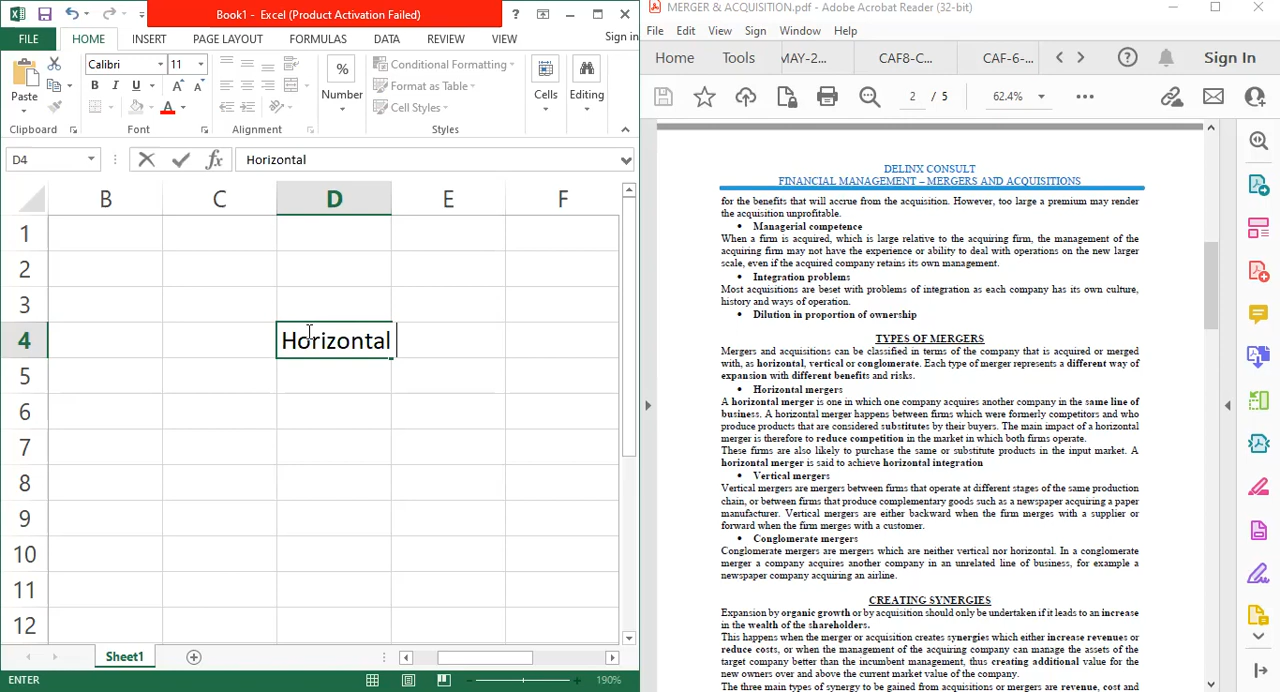 Book1 - Excel (Product Activation Failed)
FILE HOME INSERT PAGE LAYOUT FORMULAS DATA REVIEW VIEW Sign in
Calibri 11
Paste
B I U
Number
Conditional Formatting
Format as Table
Cell Styles
Cells
Editing
Clipboard Font Alignment Styles
D4 Horizontal
B C D E F
1
2
3
4 Horizontal
5
6
7
8
9
10
11
12
Sheet1
ENTER 190%
MERGER & ACQUISITION.pdf - Adobe Acrobat Reader (32-bit)
File Edit View Sign Window Help
Home Tools MAY-2... CAF8-C... CAF-6-... Sign In
2 / 5 62.4%
DELINX CONSULT
FINANCIAL MANAGEMENT – MERGERS AND ACQUISITIONS
for the benefits that will accrue from the acquisition. However, too large a premium may render
the acquisition unprofitable.
• Managerial competence
When a firm is acquired, which is large relative to the acquiring firm, the management of the
acquiring firm may not have the experience or ability to deal with operations on the new larger
scale, even if the acquired company retains its own management.
• Integration problems
Most acquisitions are beset with problems of integration as each company has its own culture,
history and ways of operation.
• Dilution in proportion of ownership
TYPES OF MERGERS
Mergers and acquisitions can be classified in terms of the company that is acquired or merged
with, as horizontal, vertical or conglomerate. Each type of merger represents a different way of
expansion with different benefits and risks.
• Horizontal mergers
A horizontal merger is one in which one company acquires another company in the same line of
business. A horizontal merger happens between firms which were formerly competitors and who
produce products that are considered substitutes by their buyers. The main impact of a horizontal
merger is therefore to reduce competition in the market in which both firms operate.
These firms are also likely to purchase the same or substitute products in the input market. A
horizontal merger is said to achieve horizontal integration
• Vertical mergers
Vertical mergers are mergers between firms that operate at different stages of the same production
chain, or between firms that produce complementary goods such as a newspaper acquiring a paper
manufacturer. Vertical mergers are either backward when the firm merges with a supplier or
forward when the firm merges with a customer.
• Conglomerate mergers
Conglomerate mergers are mergers which are neither vertical nor horizontal. In a conglomerate
merger a company acquires another company in an unrelated line of business, for example a
newspaper company acquiring an airline.
CREATING SYNERGIES
Expansion by organic growth or by acquisition should only be undertaken if it leads to an increase
in the wealth of the shareholders.
This happens when the merger or acquisition creates synergies which either increase revenues or
reduce costs, or when the management of the acquiring company can manage the assets of the
target company better than the incumbent management, thus creating additional value for the
new owners over and above the current market value of the company.
The three main types of synergy to be gained from acquisitions or mergers are revenue, cost and